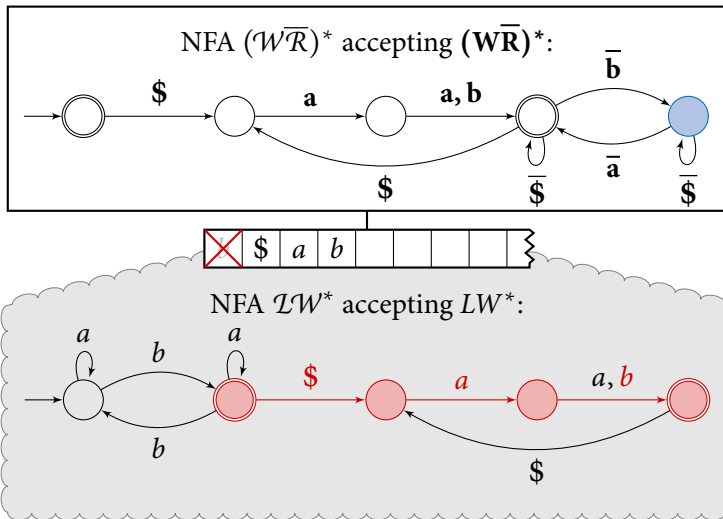 NFA (𝒲ℛ̅)* accepting (WR̅)*:
b̅
$ a a, b
a̅
$ $̅ $̅
b $ a b
NFA ℒ𝒲* accepting LW*:
a a
b $ a a, b
b $